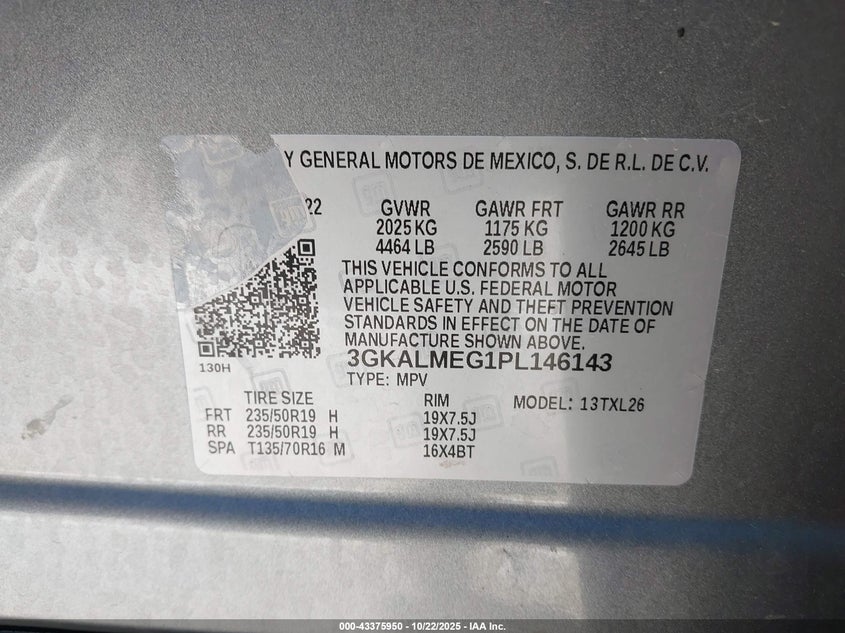 Y GENERAL MOTORS DE MEXICO, S. DE R.L. DE C.V.
22 GVWR GAWR FRT GAWR RR
2025 KG 1175 KG 1200 KG
4464 LB 2590 LB 2645 LB
THIS VEHICLE CONFORMS TO ALL
APPLICABLE U.S. FEDERAL MOTOR
VEHICLE SAFETY AND THEFT PREVENTION
STANDARDS IN EFFECT ON THE DATE OF
MANUFACTURE SHOWN ABOVE.
3GKALMEG1PL146143
130H
TYPE: MPV
TIRE SIZE RIM MODEL: 13TXL26
FRT 235/50R19 H 19X7.5J
RR 235/50R19 H 19X7.5J
SPA T135/70R16 M 16X4BT
000-43375950 - 10/22/2025 - IAA Inc.